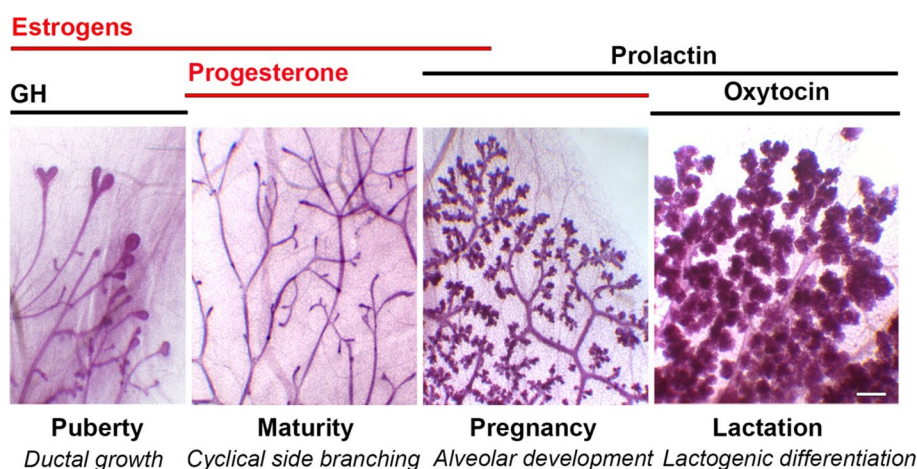 Estrogens
Prolactin
Progesterone
GH
Oxytocin
Puberty
Maturity
Pregnancy
Lactation
Ductal growth
Cyclical side branching
Alveolar development
Lactogenic differentiation